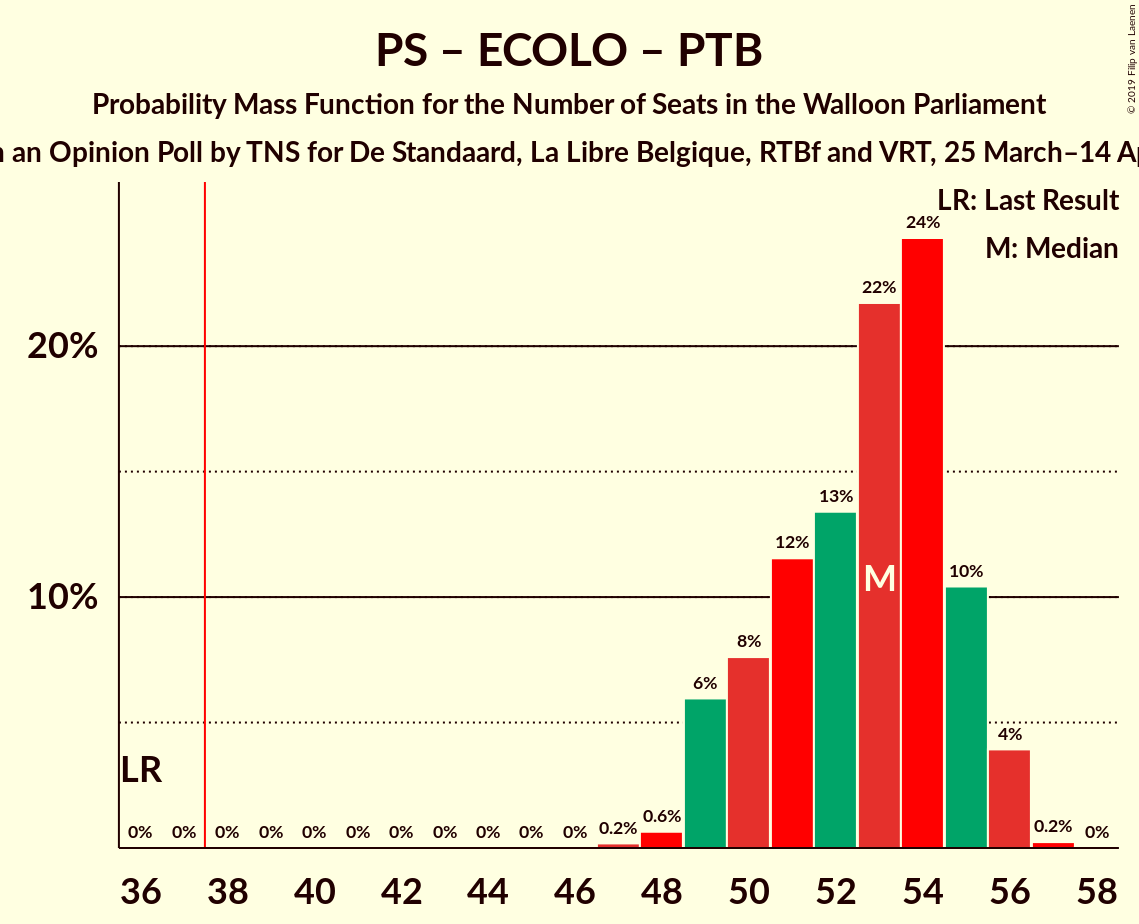 PS – ECOLO – PTB
Probability Mass Function for the Number of Seats in the Walloon Parliament
an Opinion Poll by TNS for De Standaard, La Libre Belgique, RTBf and VRT, 25 March–14
© 2019 Filip van Laenen
LR: Last Result
M: Median
24%
22%
20%
13%
12%
M
10%
10%
8%
6%
4%
LR
0% 0% 0% 0% 0% 0% 0% 0% 0% 0% 0% 0.2% 0.6% 0.2% 0%
36 38 40 42 44 46 48 50 52 54 56 58